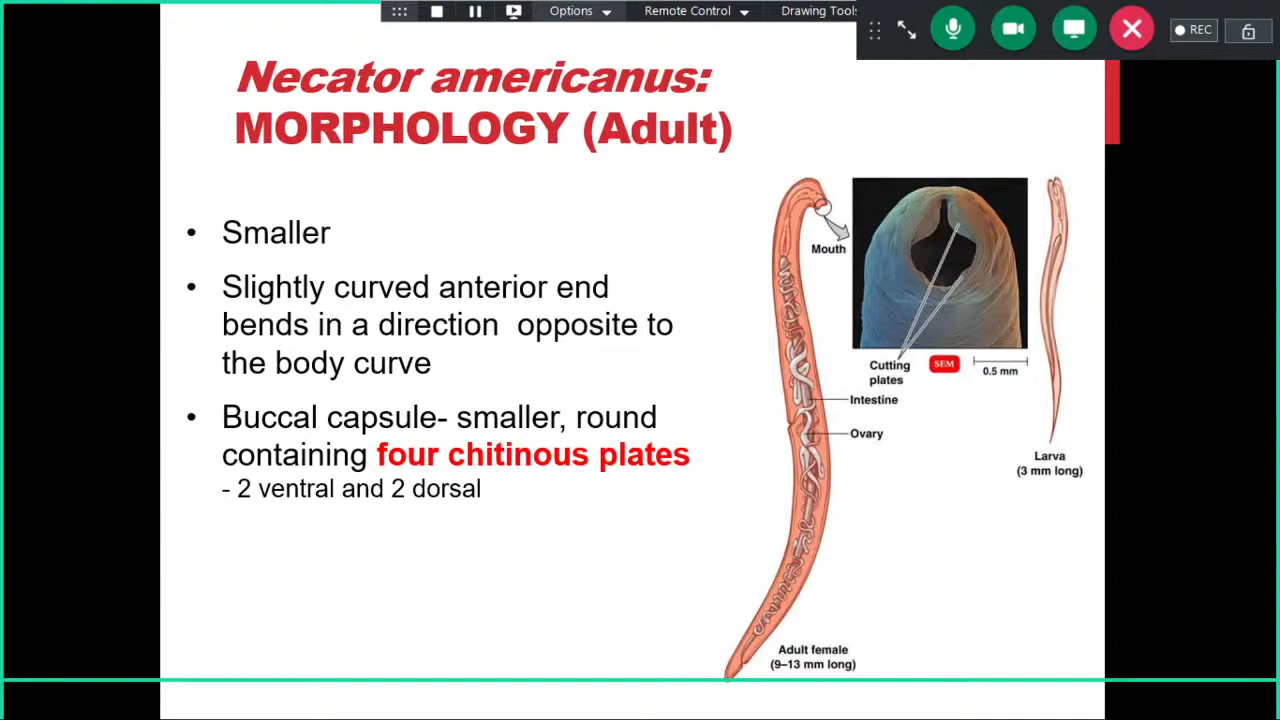 Options
Remote Control
Drawing Tools
REC
Necator americanus:
MORPHOLOGY (Adult)
• Smaller
• Slightly curved anterior end
bends in a direction opposite to
the body curve
• Buccal capsule- smaller, round
containing four chitinous plates
- 2 ventral and 2 dorsal
Mouth
Cutting
plates
SEM
0.5 mm
Intestine
Ovary
Larva
(3 mm long)
Adult female
(9–13 mm long)